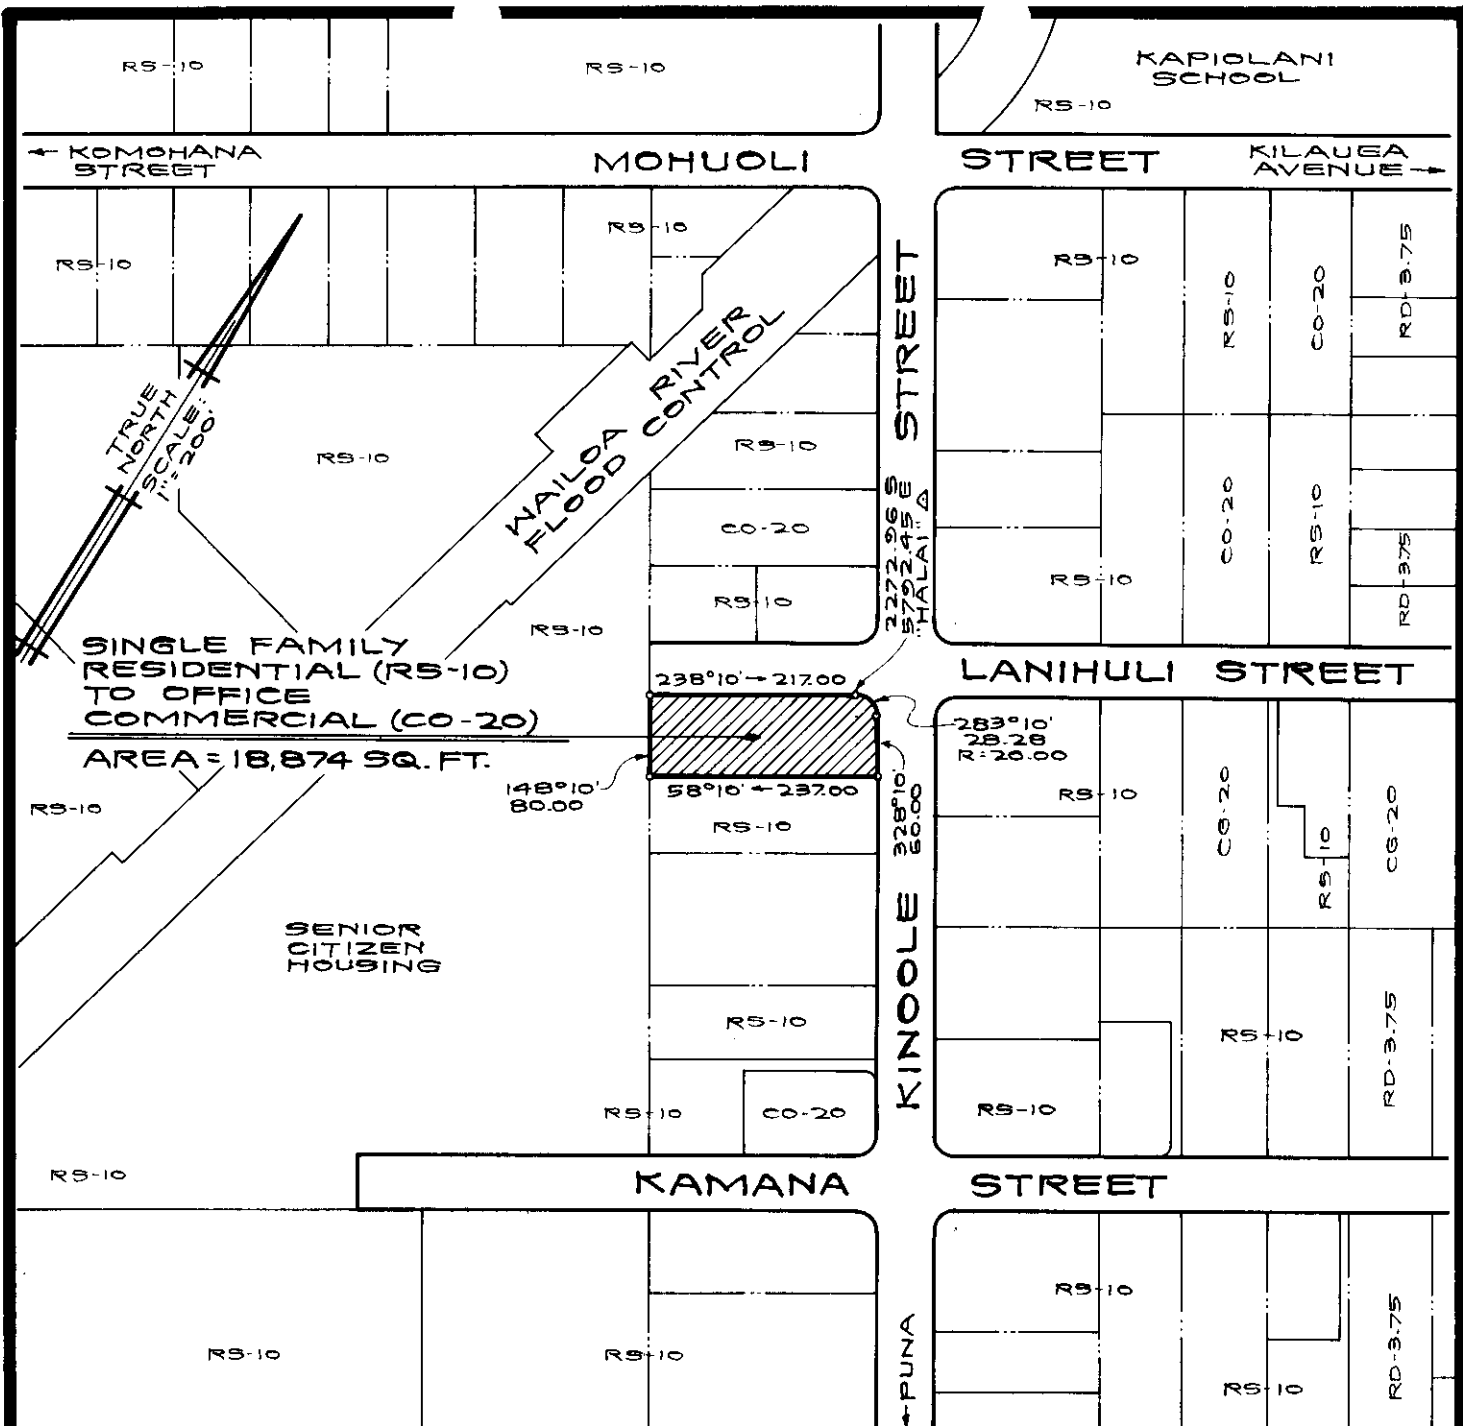 RS-10
RS-10
KAPIOLANI
SCHOOL
RS-10
← KOMOHANA
STREET
MOHUOLI STREET
KILAUEA
AVENUE →
RS-10
RS-10
RS-10
RS-10
CO-20
RD-3.75
TRUE
NORTH
SCALE:
1"=200'
RS-10
WAILOA RIVER
FLOOD CONTROL
RS-10
CO-20
RS-10
RS-10
2272.96 S
5792.45 E
"HALAI" △
KINOOLE STREET
CO-20
RS-10
RD-3.75
RS-10
SINGLE FAMILY
RESIDENTIAL (RS-10)
TO OFFICE
COMMERCIAL (CO-20)
AREA = 18,874 SQ. FT.
LANIHULI STREET
238°10' → 217.00
283°10'
28.28
R=20.00
148°10'
80.00
58°10' ← 237.00
328°10'
60.00
RS-10
RS-10
RS-10
CG-20
RS-10
CG-20
SENIOR
CITIZEN
HOUSING
RS-10
RS-10
RD-3.75
RS-10
CO-20
RS-10
RS-10
KAMANA STREET
RS-10
RS-10
RS-10
← PUNA
RS-10
RD-3.75